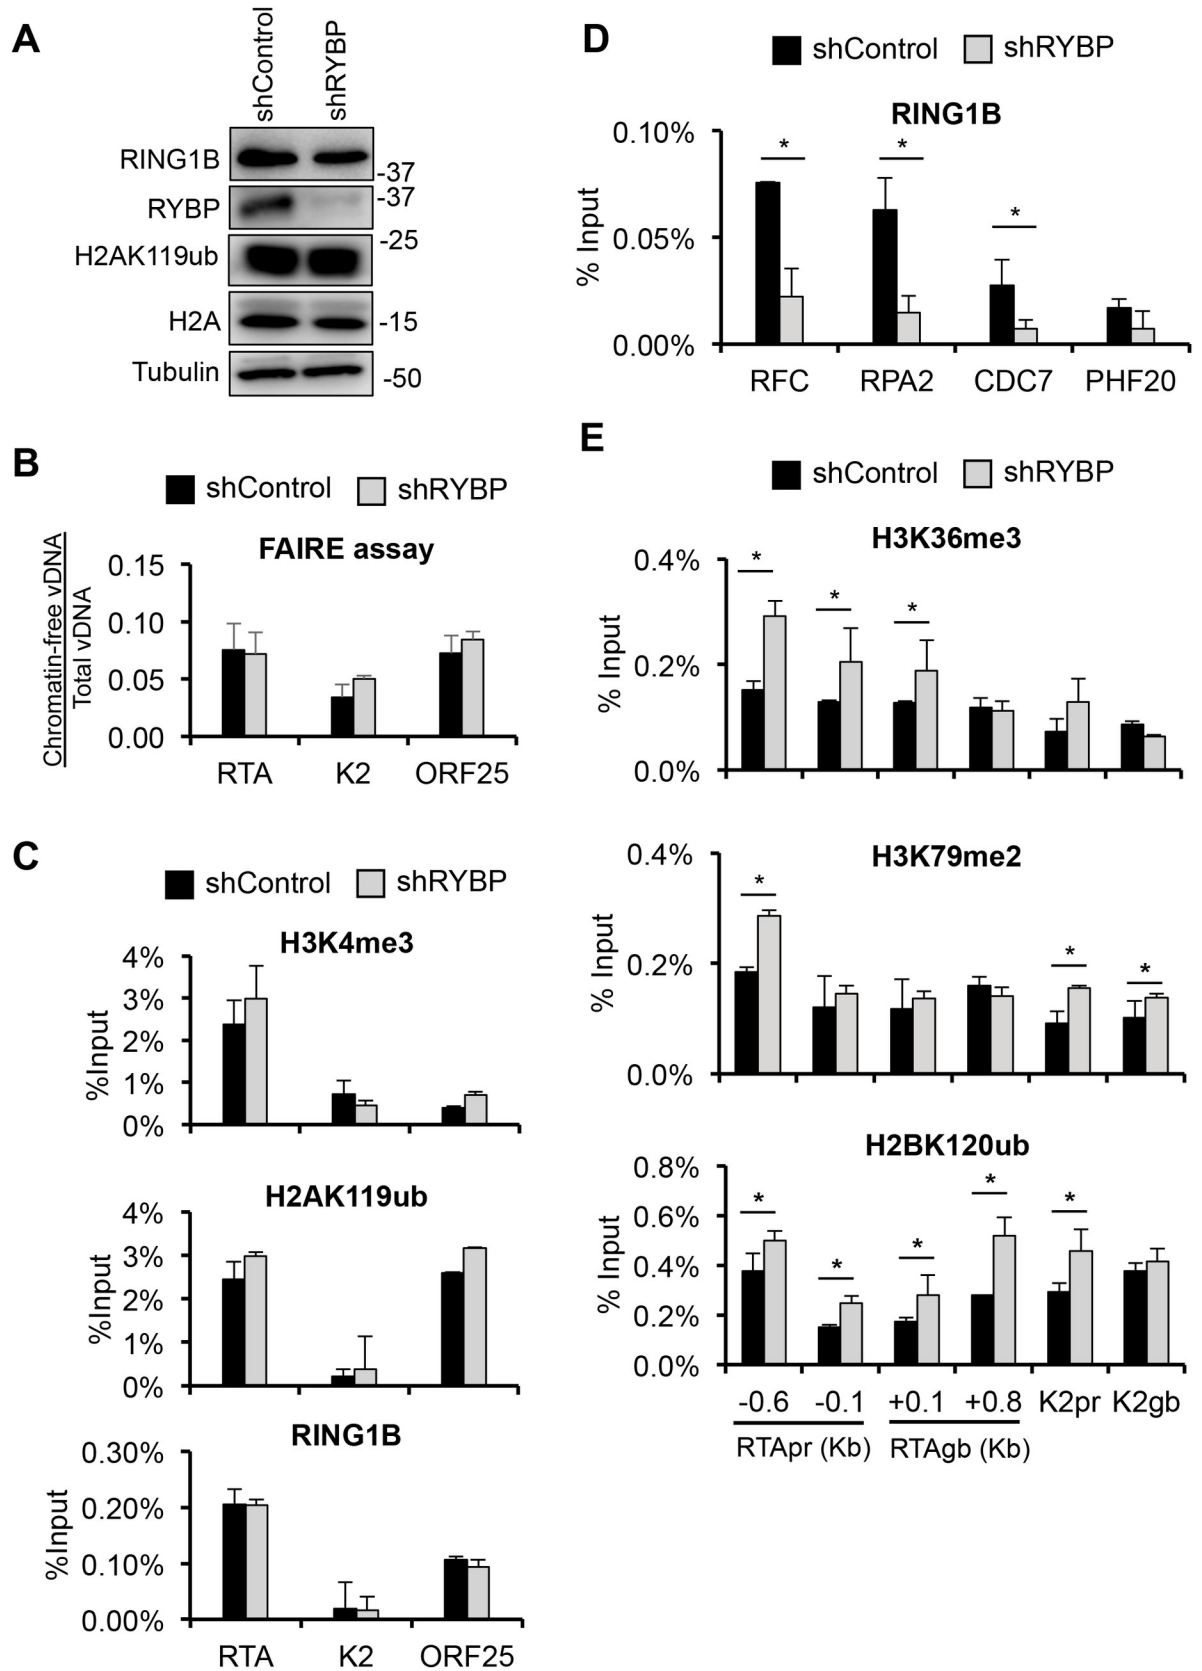 A
shControl
shRYBP
RING1B
-37
RYBP
-37
H2AK119ub
-25
H2A
-15
Tubulin
-50
B
shControl shRYBP
FAIRE assay
Chromatin-free vDNA
Total vDNA
0.15
0.10
0.05
0.00
RTA K2 ORF25
C
shControl shRYBP
H3K4me3
%Input
4%
3%
2%
1%
0%
H2AK119ub
%Input
4%
3%
2%
1%
0%
RING1B
%Input
0.30%
0.20%
0.10%
0.00%
RTA K2 ORF25
D
shControl shRYBP
RING1B
% Input
0.10%
0.05%
0.00%
* * *
RFC RPA2 CDC7 PHF20
E
shControl shRYBP
H3K36me3
% Input
0.4%
0.2%
0.0%
* * *
H3K79me2
% Input
0.4%
0.2%
0.0%
* * *
H2BK120ub
% Input
0.8%
0.6%
0.4%
0.2%
0.0%
* * * * *
-0.6 -0.1 +0.1 +0.8 K2pr K2gb
RTApr (Kb) RTAgb (Kb)